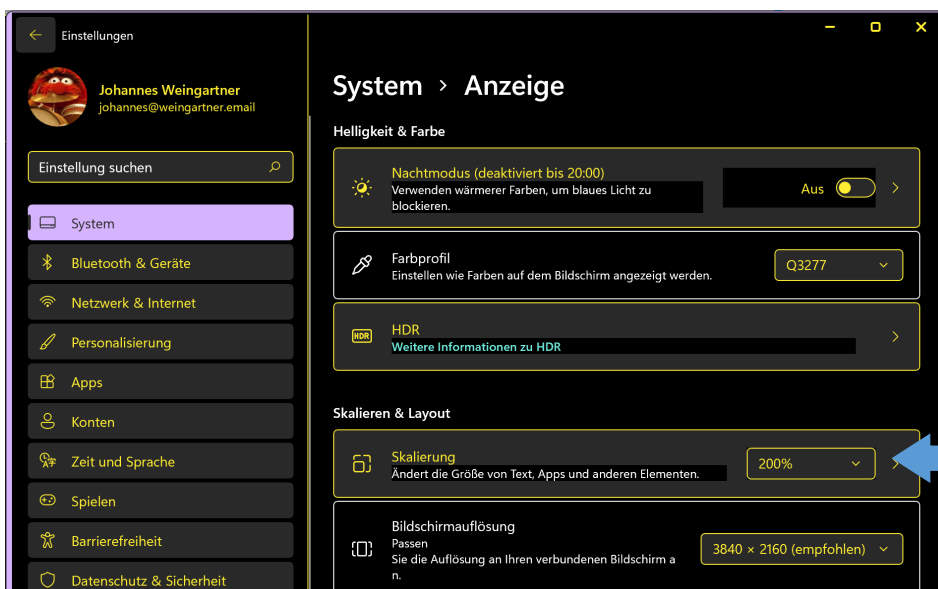 Einstellungen
Johannes Weingartner
johannes@weingartner.email
Einstellung suchen
System
Bluetooth & Geräte
Netzwerk & Internet
Personalisierung
Apps
Konten
Zeit und Sprache
Spielen
Barrierefreiheit
Datenschutz & Sicherheit
System > Anzeige
Helligkeit & Farbe
Nachtmodus (deaktiviert bis 20:00)
Verwenden wärmerer Farben, um blaues Licht zu
blockieren.
Aus
Farbprofil
Einstellen wie Farben auf dem Bildschirm angezeigt werden.
Q3277
HDR
HDR
Weitere Informationen zu HDR
Skalieren & Layout
Skalierung
Ändert die Größe von Text, Apps und anderen Elementen.
200%
Bildschirmauflösung
Passen
Sie die Auflösung an Ihren verbundenen Bildschirm a
n.
3840 × 2160 (empfohlen)